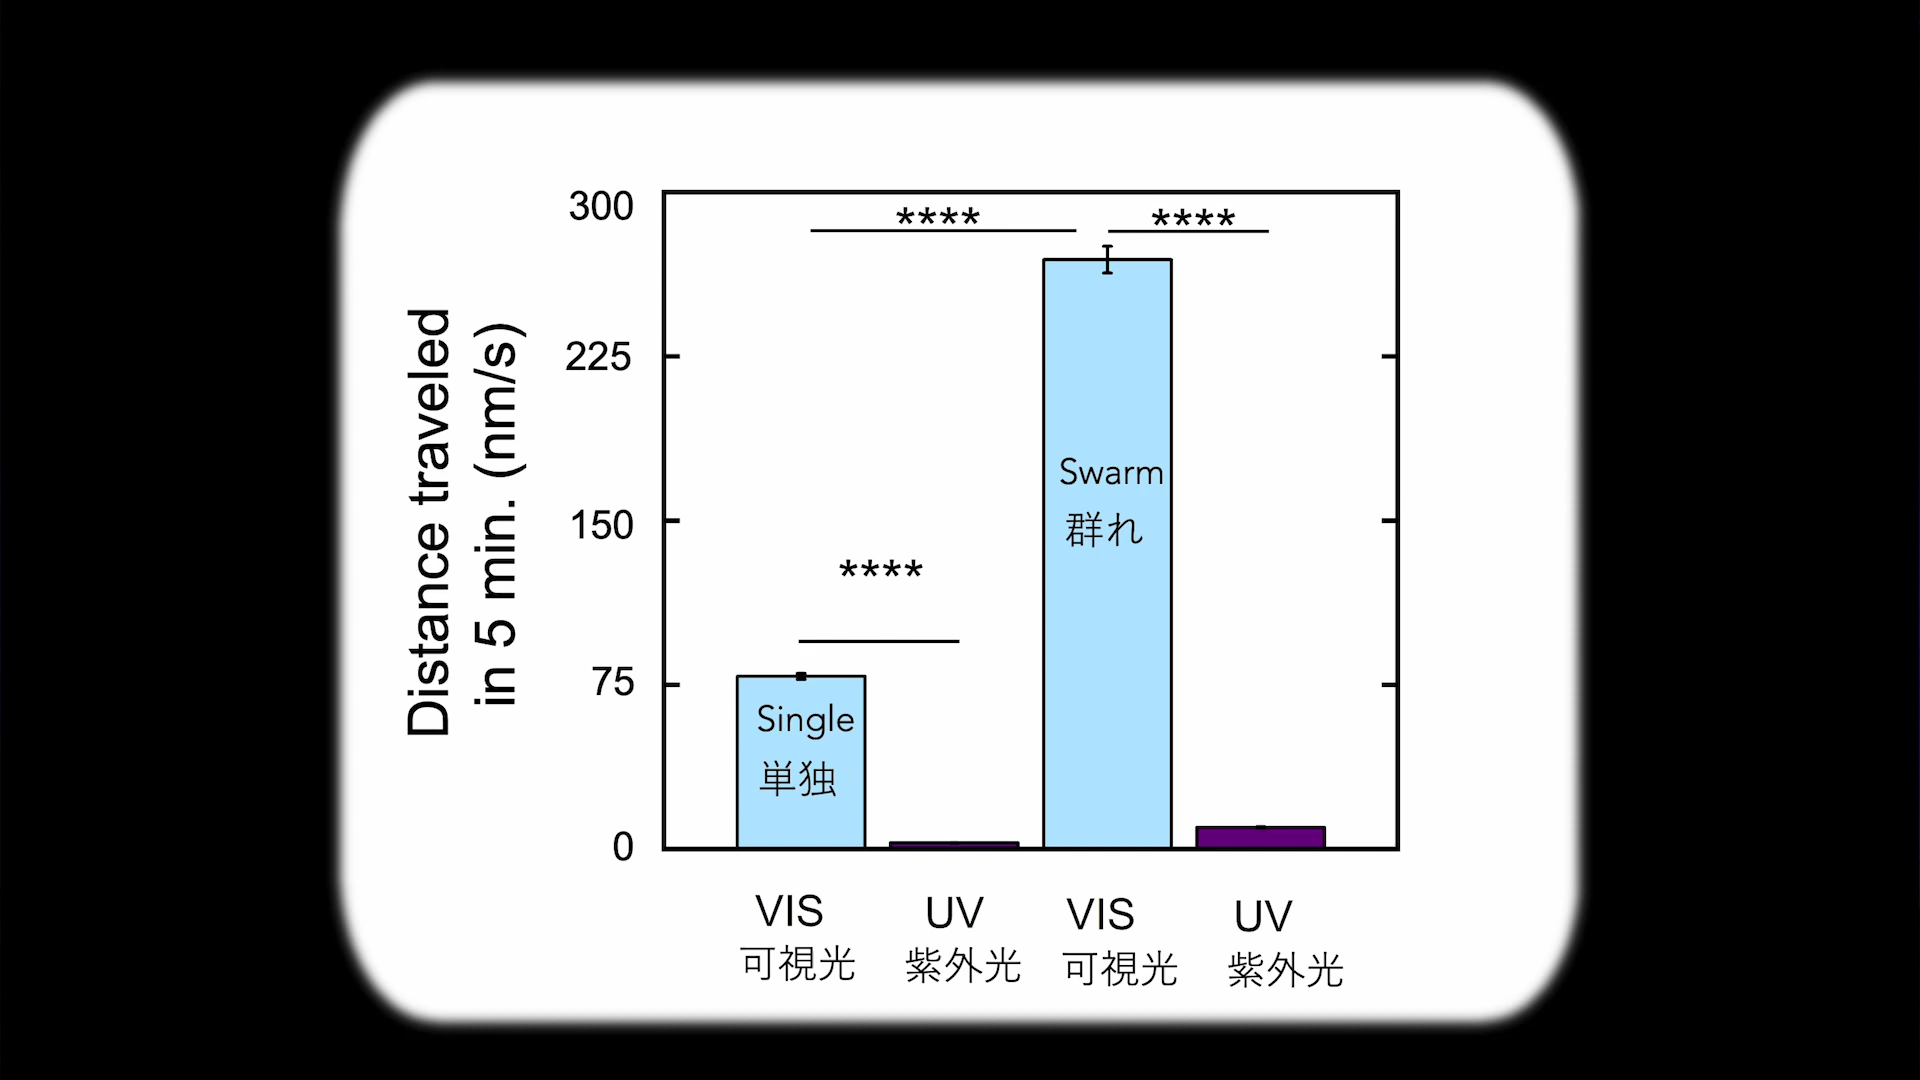 Distance traveled
in 5 min. (nm/s)
300
225
150
75
0
****
****
****
Swarm
群れ
Single
単独
VIS
可視光
UV
紫外光
VIS
可視光
UV
紫外光